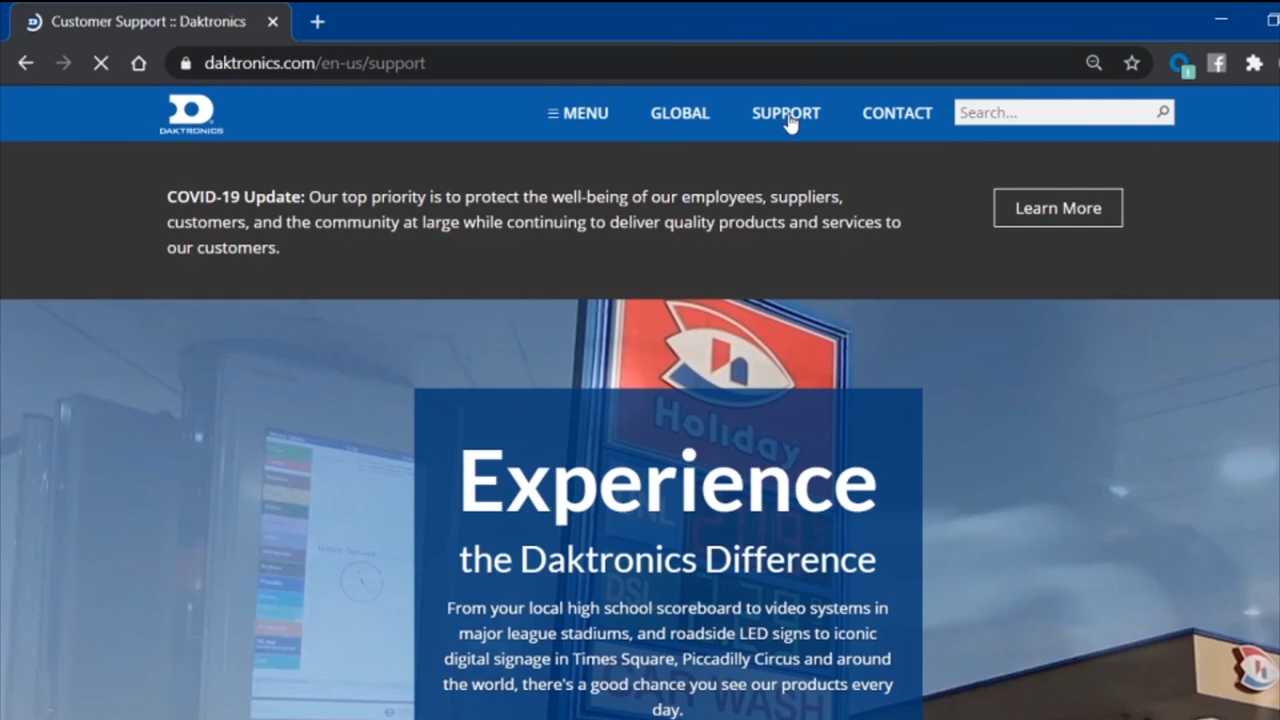 Customer Support :: Daktronics
daktronics.com/en-us/support
DAKTRONICS
☰ MENU
GLOBAL
SUPPORT
CONTACT
Search...
COVID-19 Update: Our top priority is to protect the well-being of our employees, suppliers,
customers, and the community at large while continuing to deliver quality products and services to
our customers.
Learn More
Holiday
Experience
the Daktronics Difference
DSL
From your local high school scoreboard to video systems in
major league stadiums, and roadside LED signs to iconic
digital signage in Times Square, Piccadilly Circus and around
the world, there's a good chance you see our products every
day.
CAR WASH